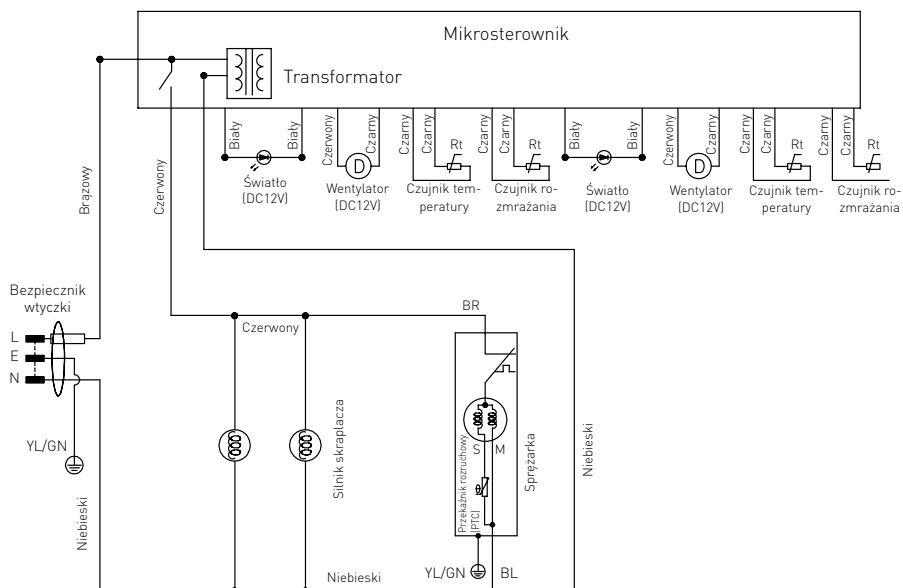 Mikrosterownik
Transformator
Brązowy
Czerwony
Biały
Biały
Czerwony
Czarny
Czarny
Czarny
Czarny
Czarny
Biały
Biały
Czerwony
Czarny
Czarny
Czarny
Czarny
Czarny
Rt
Rt
Rt
Rt
D
D
Światło
(DC12V)
Wentylator
(DC12V)
Czujnik tem-
peratury
Czujnik ro-
zmrażania
Światło
(DC12V)
Wentylator
(DC12V)
Czujnik tem-
peratury
Czujnik ro-
zmrażania
Bezpiecznik
wtyczki
L
E
N
YL/GN
Niebieski
Czerwony
BR
Silnik skraplacza
S M
Przekaźnik rozruchowy
(PTC)
Sprężarka
Niebieski
Niebieski
YL/GN
BL